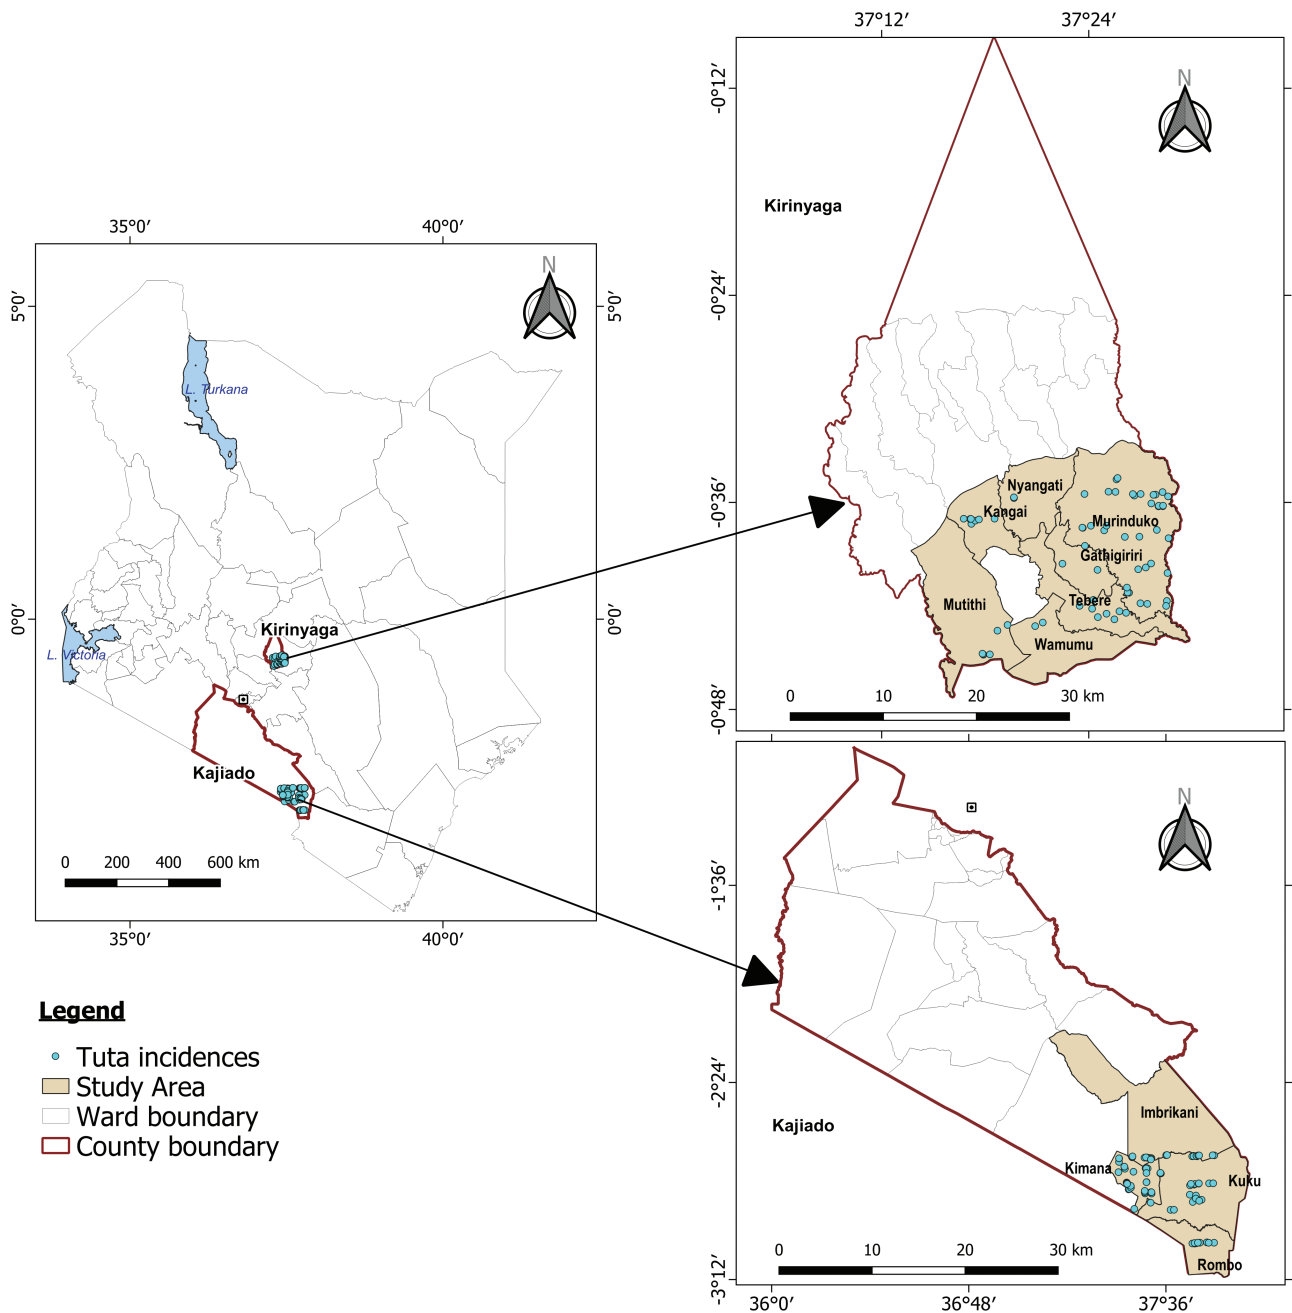 37°12′ 37°24′
N
-0°12′
Kirinyaga
-0°24′
-0°36′
Nyangati
Kangai
Murinduko
Gathigiriri
Mutithi
Tebere
Wamumu
0 10 20 30 km
-0°48′
35°0′ 40°0′
N
5°0′ 5°0′
L. Turkana
0°0′ 0°0′
Kirinyaga
L. Victoria
Kajiado
0 200 400 600 km
35°0′ 40°0′
N
-1°36′
-2°24′
Imbrikani
Kajiado
Kimana
Kuku
Rombo
0 10 20 30 km
-3°12′
36°0′ 36°48′ 37°36′
Legend
Tuta incidences
Study Area
Ward boundary
County boundary